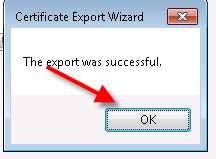 Certificate Export Wizard
The export was successful.
OK